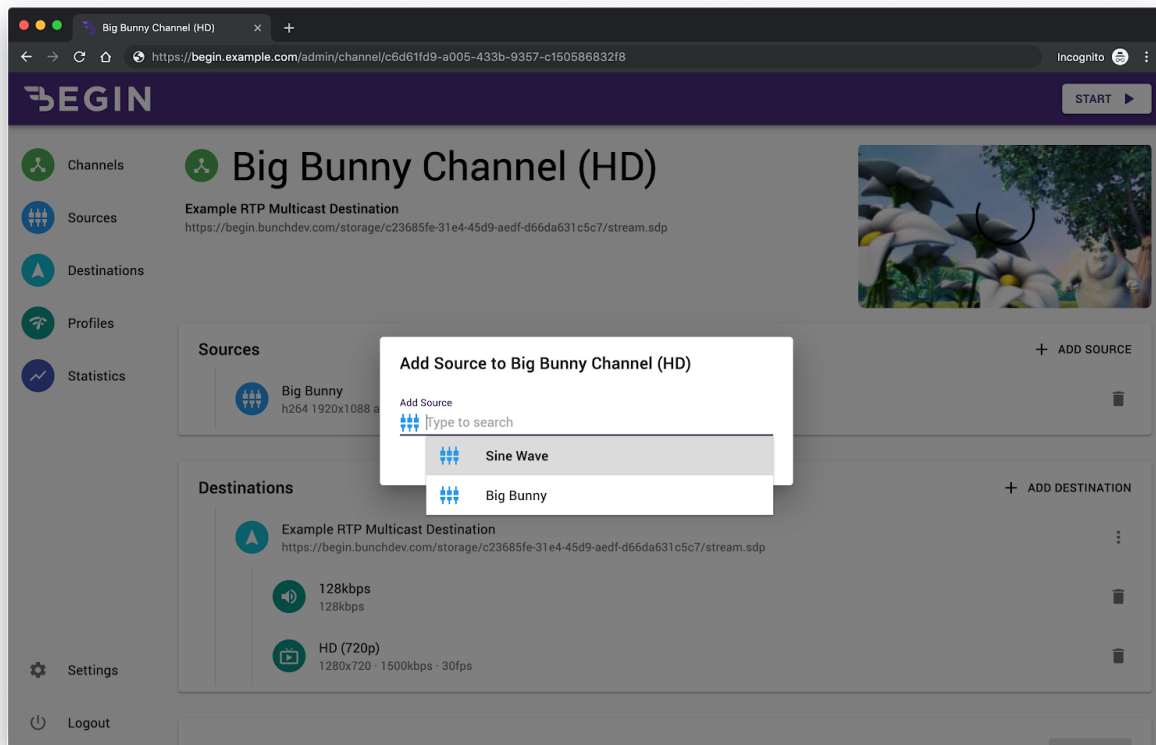 Big Bunny Channel (HD)
https://begin.example.com/admin/channel/c6d61fd9-a005-433b-9357-c150586832f8
Incognito
BEGIN
START
Channels
Sources
Destinations
Profiles
Statistics
Settings
Logout
Big Bunny Channel (HD)
Example RTP Multicast Destination
https://begin.bunchdev.com/storage/c23685fe-31e4-45d9-aedf-d66da631c5c7/stream.sdp
Sources
ADD SOURCE
Big Bunny
h264 1920x1088 a
Add Source to Big Bunny Channel (HD)
Add Source
Type to search
Sine Wave
Big Bunny
Destinations
ADD DESTINATION
Example RTP Multicast Destination
https://begin.bunchdev.com/storage/c23685fe-31e4-45d9-aedf-d66da631c5c7/stream.sdp
128kbps
128kbps
HD (720p)
1280x720 · 1500kbps · 30fps